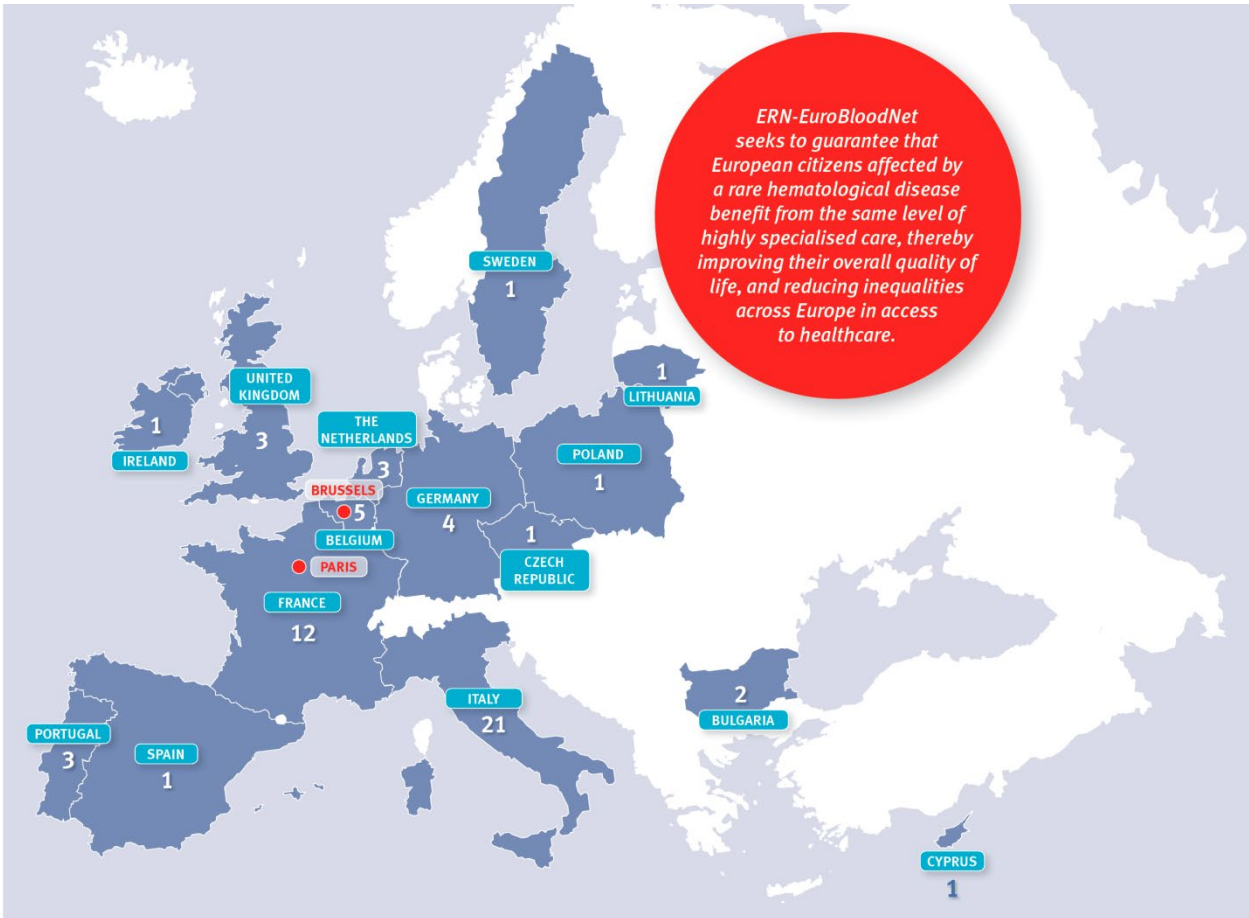 ERN-EuroBloodNet
seeks to guarantee that
European citizens affected by
a rare hematological disease
benefit from the same level of
highly specialised care, thereby
improving their overall quality of
life, and reducing inequalities
across Europe in access
to healthcare.
SWEDEN
1
1
LITHUANIA
UNITED
KINGDOM
3
1
IRELAND
THE
NETHERLANDS
3
POLAND
1
BRUSSELS
5
BELGIUM
GERMANY
4
1
CZECH
REPUBLIC
PARIS
FRANCE
12
ITALY
21
2
BULGARIA
PORTUGAL
3
SPAIN
1
CYPRUS
1